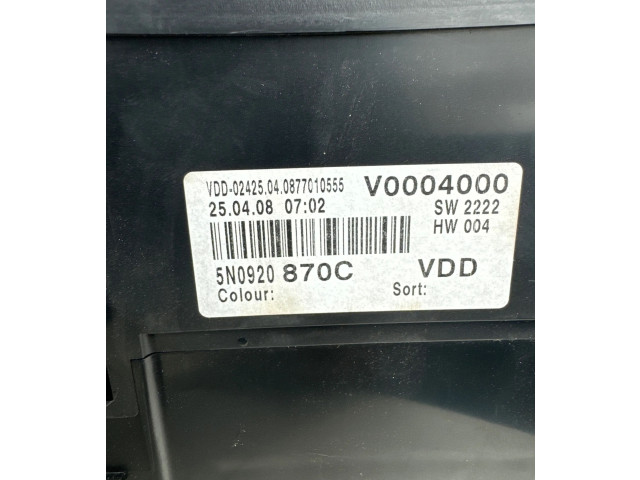 VDD-02425.04.0877010555 V0004000
25.04.08 07:02 SW 2222
HW 004
5N0920 870C VDD
Colour: Sort: